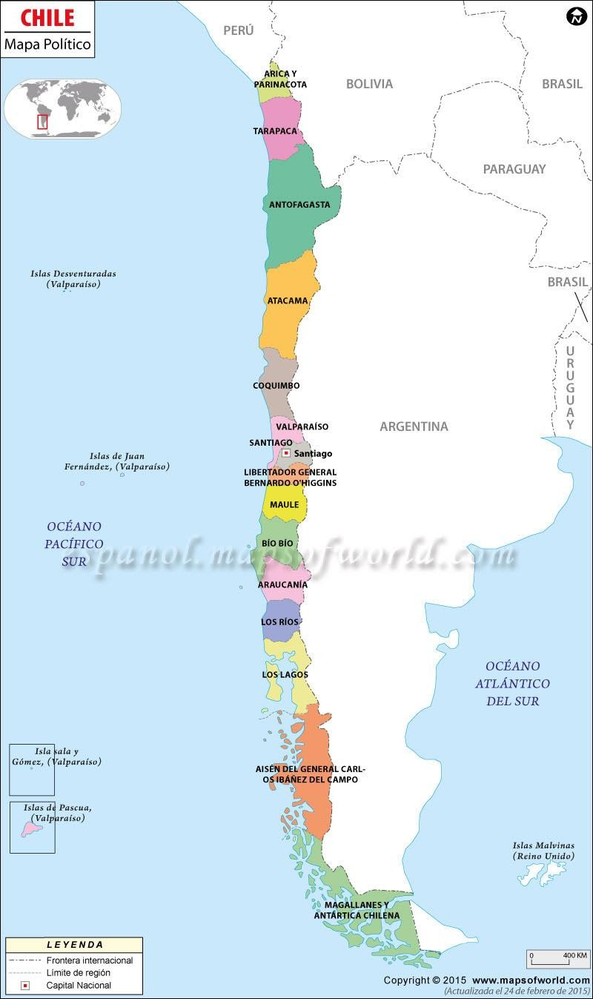 CHILE
Mapa Político
N
PERÚ
BOLIVIA
BRASIL
ARICA Y
PARINACOTA
TARAPACA
PARAGUAY
ANTOFAGASTA
Islas Desventuradas
(Valparaíso)
BRASIL
ATACAMA
URUGUAY
COQUIMBO
VALPARAÍSO
ARGENTINA
SANTIAGO
Santiago
Islas de Juan
Fernández, (Valparaíso)
LIBERTADOR GENERAL
BERNARDO O'HIGGINS
MAULE
OCÉANO
PACÍFICO
SUR
BÍO BÍO
espanol.mapsofworld.com
ARAUCANÍA
LOS RÍOS
LOS LAGOS
OCÉANO
ATLÁNTICO
DEL SUR
Isla sala y
Gómez, (Valparaíso)
AISÉN DEL GENERAL CARL-
OS IBÁÑEZ DEL CAMPO
Islas de Pascua,
(Valparaíso)
Islas Malvinas
(Reino Unido)
MAGALLANES Y
ANTÁRTICA CHILENA
LEYENDA
Frontera internacional
Límite de región
Capital Nacional
0 400 KM
Copyright © 2015 www.mapsofworld.com
(Actualizada el 24 de febrero de 2015)